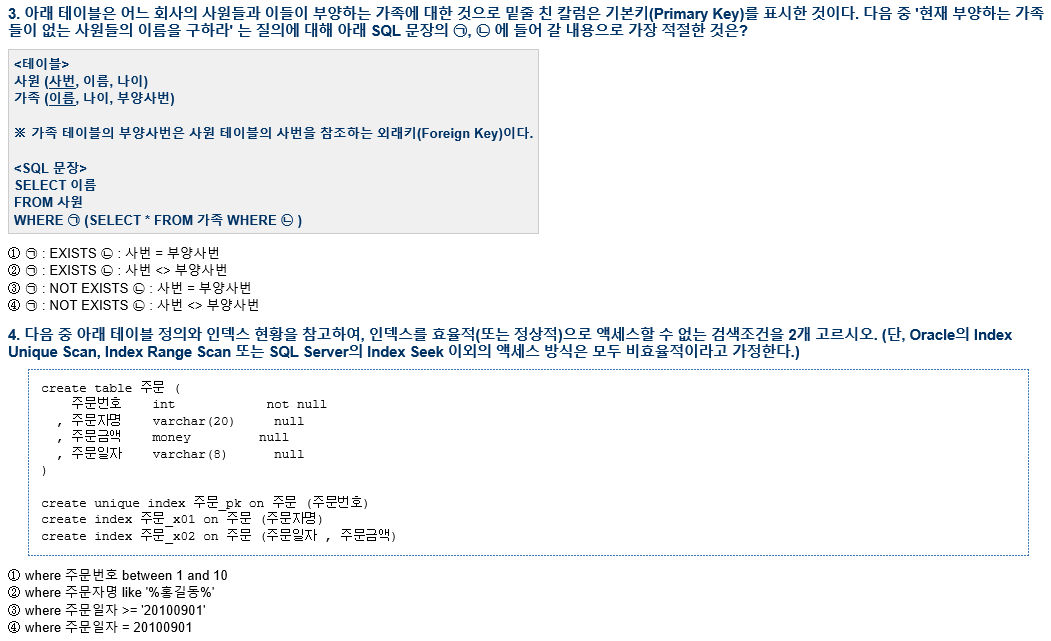 3. 아래 테이블은 어느 회사의 사원들과 이들이 부양하는 가족에 대한 것으로 밑줄 친 칼럼은 기본키(Primary Key)를 표시한 것이다. 다음 중 '현재 부양하는 가족
들이 없는 사원들의 이름을 구하라' 는 질의에 대해 아래 SQL 문장의 ㉠, ㉡ 에 들어 갈 내용으로 가장 적절한 것은?
<테이블>
사원 (사번, 이름, 나이)
가족 (이름, 나이, 부양사번)
※ 가족 테이블의 부양사번은 사원 테이블의 사번을 참조하는 외래키(Foreign Key)이다.
<SQL 문장>
SELECT 이름
FROM 사원
WHERE ㉠ (SELECT * FROM 가족 WHERE ㉡ )
① ㉠ : EXISTS ㉡ : 사번 = 부양사번
② ㉠ : EXISTS ㉡ : 사번 <> 부양사번
③ ㉠ : NOT EXISTS ㉡ : 사번 = 부양사번
④ ㉠ : NOT EXISTS ㉡ : 사번 <> 부양사번
4. 다음 중 아래 테이블 정의와 인덱스 현황을 참고하여, 인덱스를 효율적(또는 정상적)으로 액세스할 수 없는 검색조건을 2개 고르시오. (단, Oracle의 Index
Unique Scan, Index Range Scan 또는 SQL Server의 Index Seek 이외의 액세스 방식은 모두 비효율적이라고 가정한다.)
create table 주문 (
주문번호 int not null
, 주문자명 varchar(20) null
, 주문금액 money null
, 주문일자 varchar(8) null
)
create unique index 주문_pk on 주문 (주문번호)
create index 주문_x01 on 주문 (주문자명)
create index 주문_x02 on 주문 (주문일자 , 주문금액)
① where 주문번호 between 1 and 10
② where 주문자명 like '%홍길동%'
③ where 주문일자 >= '20100901'
④ where 주문일자 = 20100901